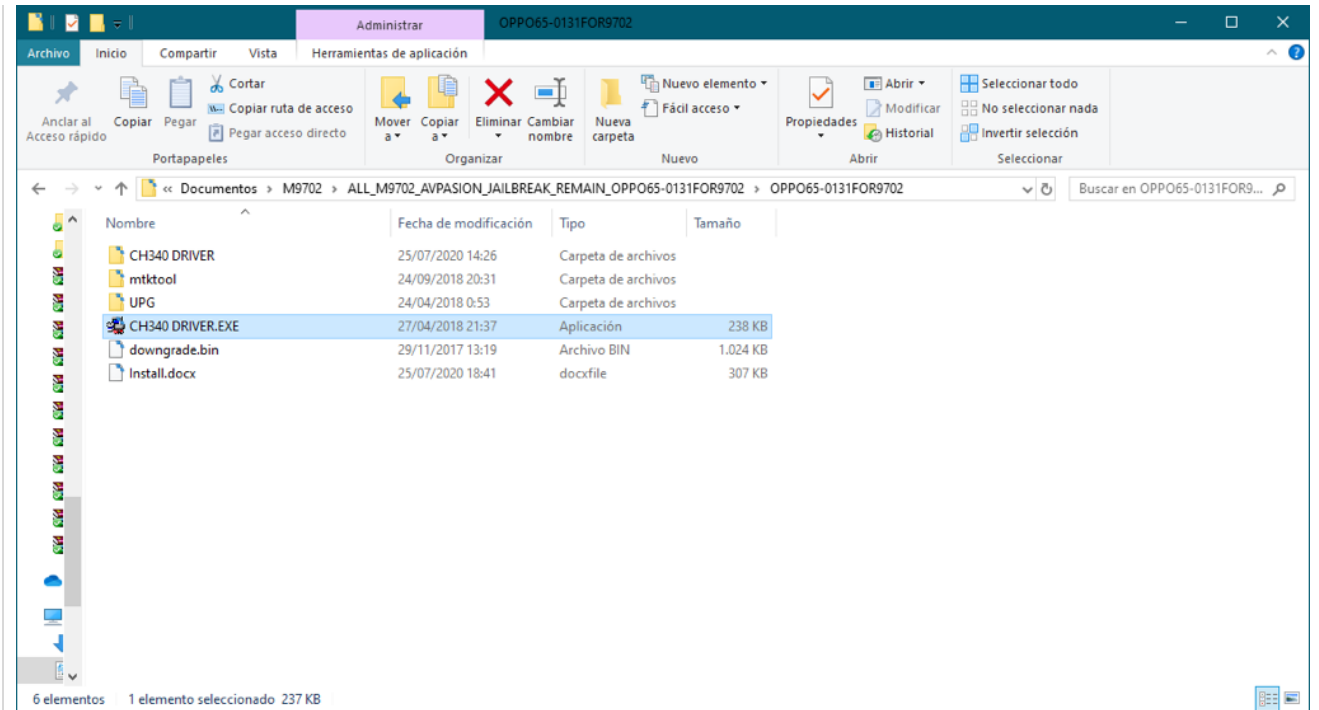 Administrar
OPPO65-0131FOR9702
Archivo Inicio Compartir Vista Herramientas de aplicación
Anclar al Acceso rápido
Copiar
Pegar
Cortar
Copiar ruta de acceso
Pegar acceso directo
Portapapeles
Mover a
Copiar a
Eliminar
Cambiar nombre
Organizar
Nueva carpeta
Nuevo elemento
Fácil acceso
Nuevo
Propiedades
Abrir
Modificar
Historial
Abrir
Seleccionar todo
No seleccionar nada
Invertir selección
Seleccionar
« Documentos > M9702 > ALL_M9702_AVPASION_JAILBREAK_REMAIN_OPPO65-0131FOR9702 > OPPO65-0131FOR9702
Buscar en OPPO65-0131FOR9...
Nombre Fecha de modificación Tipo Tamaño
CH340 DRIVER 25/07/2020 14:26 Carpeta de archivos
mtktool 24/09/2018 20:31 Carpeta de archivos
UPG 24/04/2018 0:53 Carpeta de archivos
CH340 DRIVER.EXE 27/04/2018 21:37 Aplicación 238 KB
downgrade.bin 29/11/2017 13:19 Archivo BIN 1.024 KB
Install.docx 25/07/2020 18:41 docxfile 307 KB
6 elementos 1 elemento seleccionado 237 KB